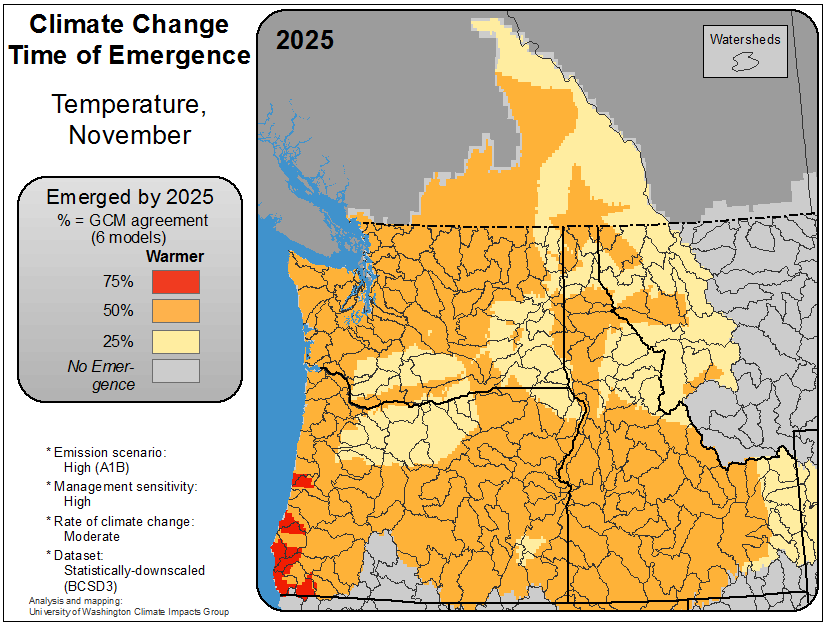 Climate Change
Time of Emergence
Temperature,
November
Emerged by 2025
% = GCM agreement
(6 models)
Warmer
75%
50%
25%
No Emer-
gence
* Emission scenario:
High (A1B)
* Management sensitivity:
High
* Rate of climate change:
Moderate
* Dataset:
Statistically-downscaled
(BCSD3)
Analysis and mapping:
University of Washington Climate Impacts Group
2025
Watersheds